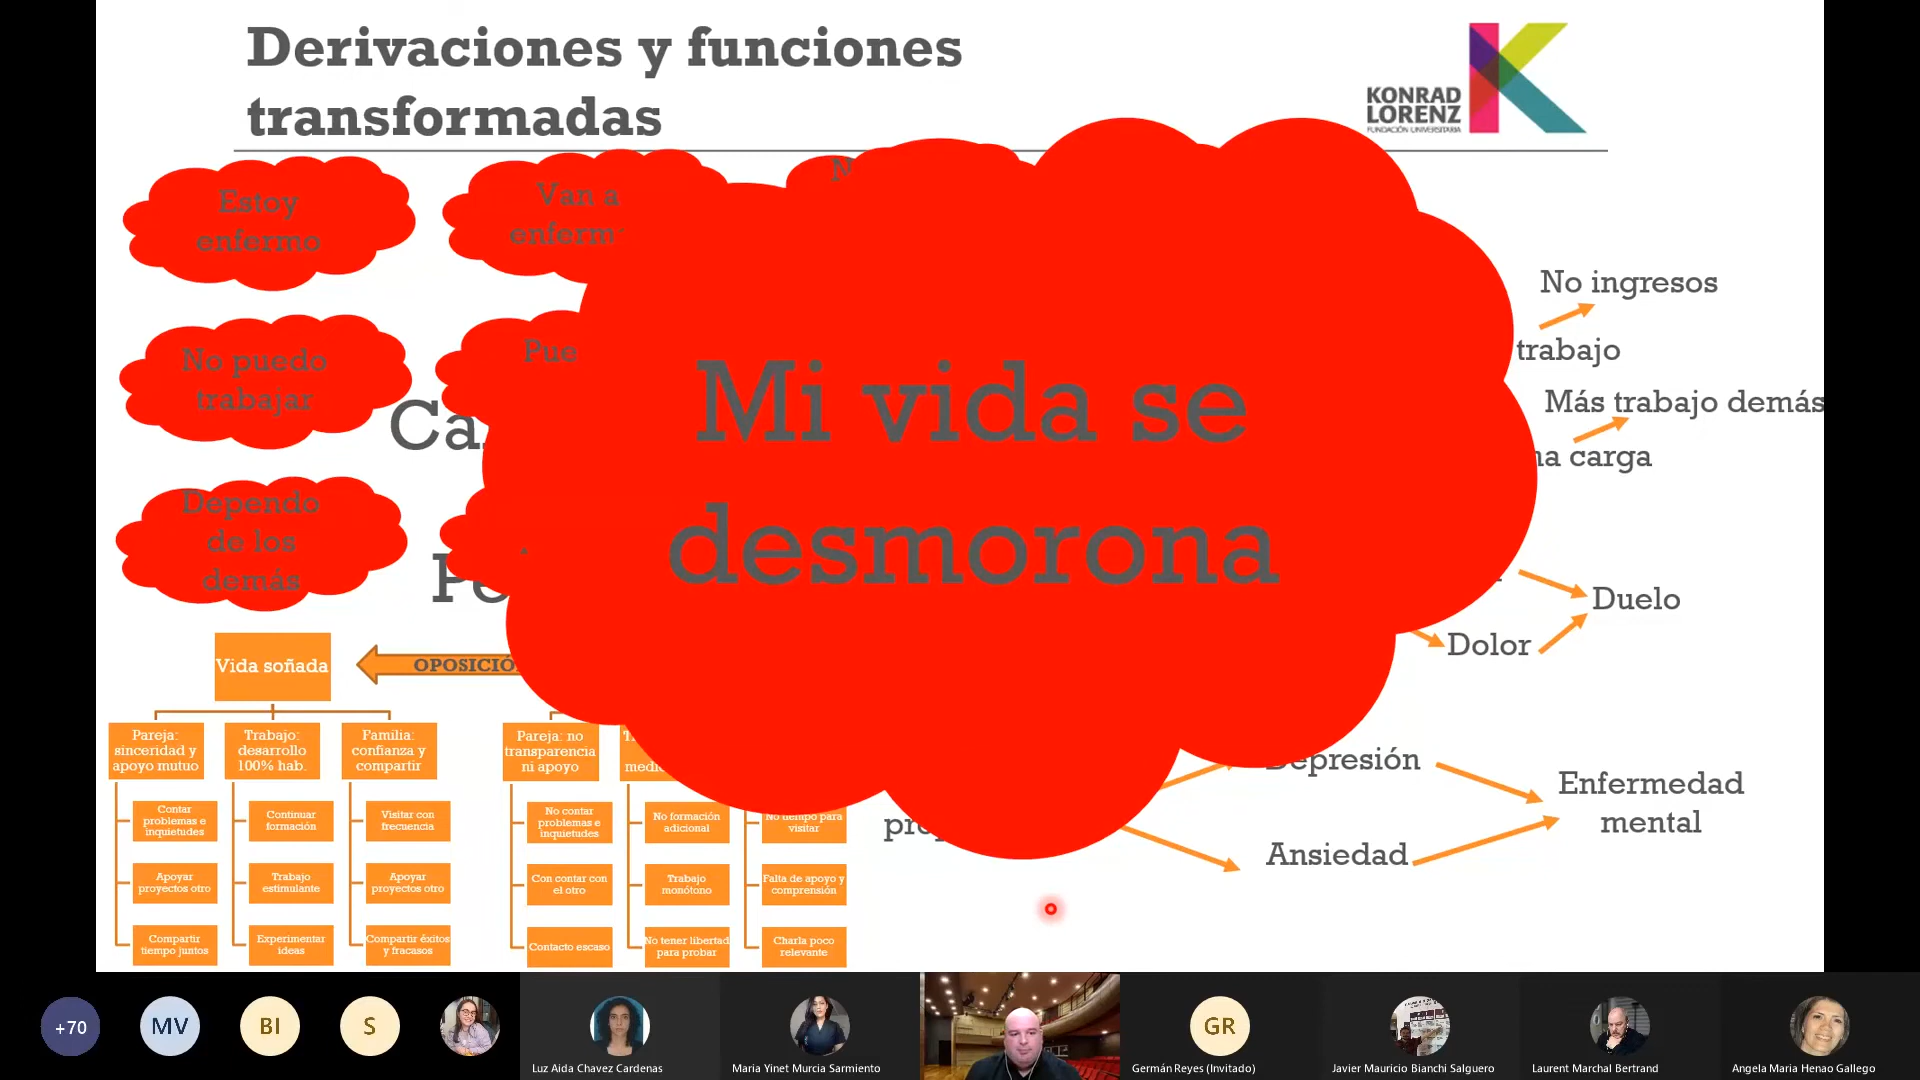 Derivaciones y funciones
transformadas
KONRAD
LORENZ
FUNDACIÓN UNIVERSITARIA
Estoy
enfermo
Van a
enferm
No puedo
trabajar
Pue
Dependo
de los
demás
Mi vida se
desmorona
No ingresos
trabajo
Más trabajo demás
carga
Dolor
Duelo
Depresión
Ansiedad
Enfermedad
mental
Vida soñada
OPOSICIÓ
Pareja:
sinceridad y
apoyo mutuo
Contar
problemas e
inquietudes
Apoyar
proyectos otro
Compartir
tiempo juntos
Trabajo:
desarrollo
100% hab.
Continuar
formación
Trabajo
estimulante
Experimentar
ideas
Familia:
confianza y
compartir
Visitar con
frecuencia
Apoyar
proyectos otro
Compartir éxitos
y fracasos
Pareja: no
transparencia
ni apoyo
No contar
problemas e
inquietudes
Con contar con
el otro
Contacto escaso
No formación
adicional
Trabajo
monótono
No tener libertad
para probar
No tiempo para
visitar
Falta de apoyo y
comprensión
Charla poco
relevante
+70
MV
BI
S
GR
Luz Aida Chavez Cardenas
Maria Yinet Murcia Sarmiento
Germán Reyes (Invitado)
Javier Mauricio Bianchi Salguero
Laurent Marchal Bertrand
Angela Maria Henao Gallego